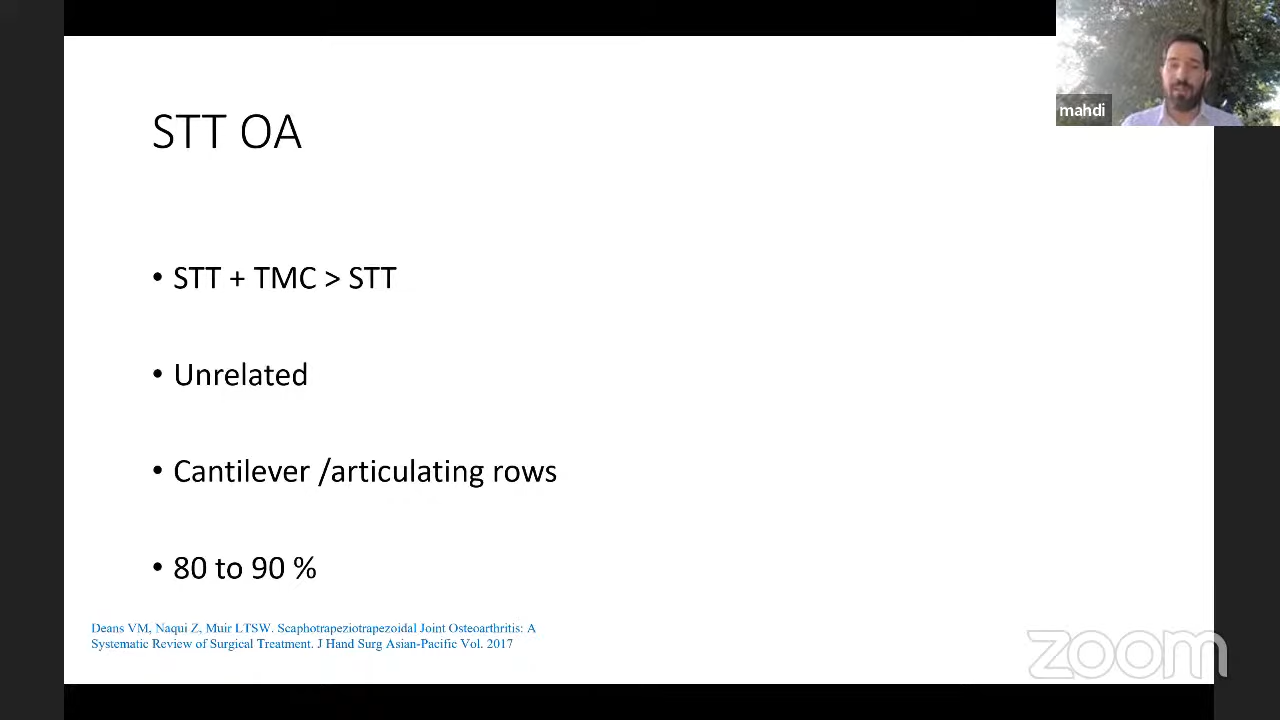 mahdi
STT OA
• STT + TMC > STT
• Unrelated
• Cantilever /articulating rows
• 80 to 90 %
Deans VM, Naqui Z, Muir LTSW. Scaphotrapeziotrapezoidal Joint Osteoarthritis: A
Systematic Review of Surgical Treatment. J Hand Surg Asian-Pacific Vol. 2017
zoom